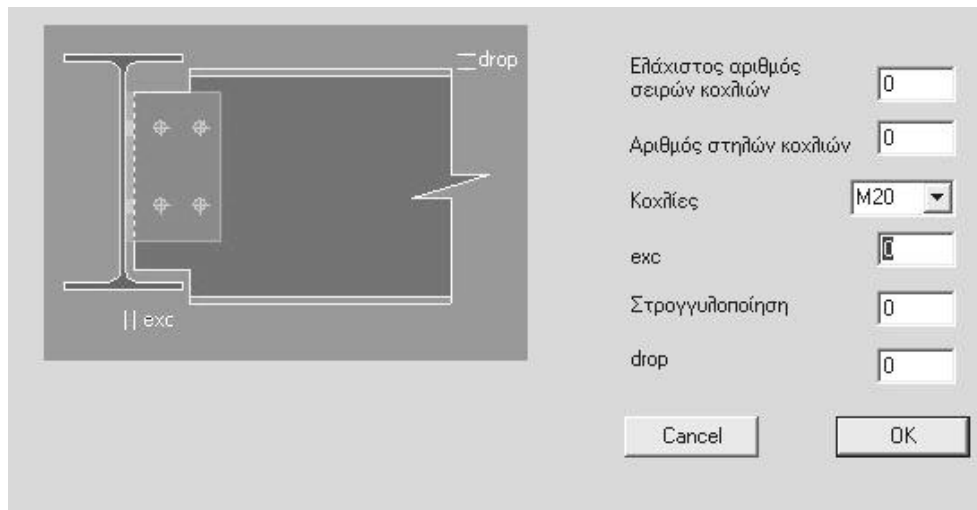 drop
exc
Ελάχιστος αριθμός
σειρών κοχλιών
0
Αριθμός στηλών κοχλιών
0
Κοχλίες
M20
exc
0
Στρογγυλοποίηση
0
drop
0
Cancel
OK